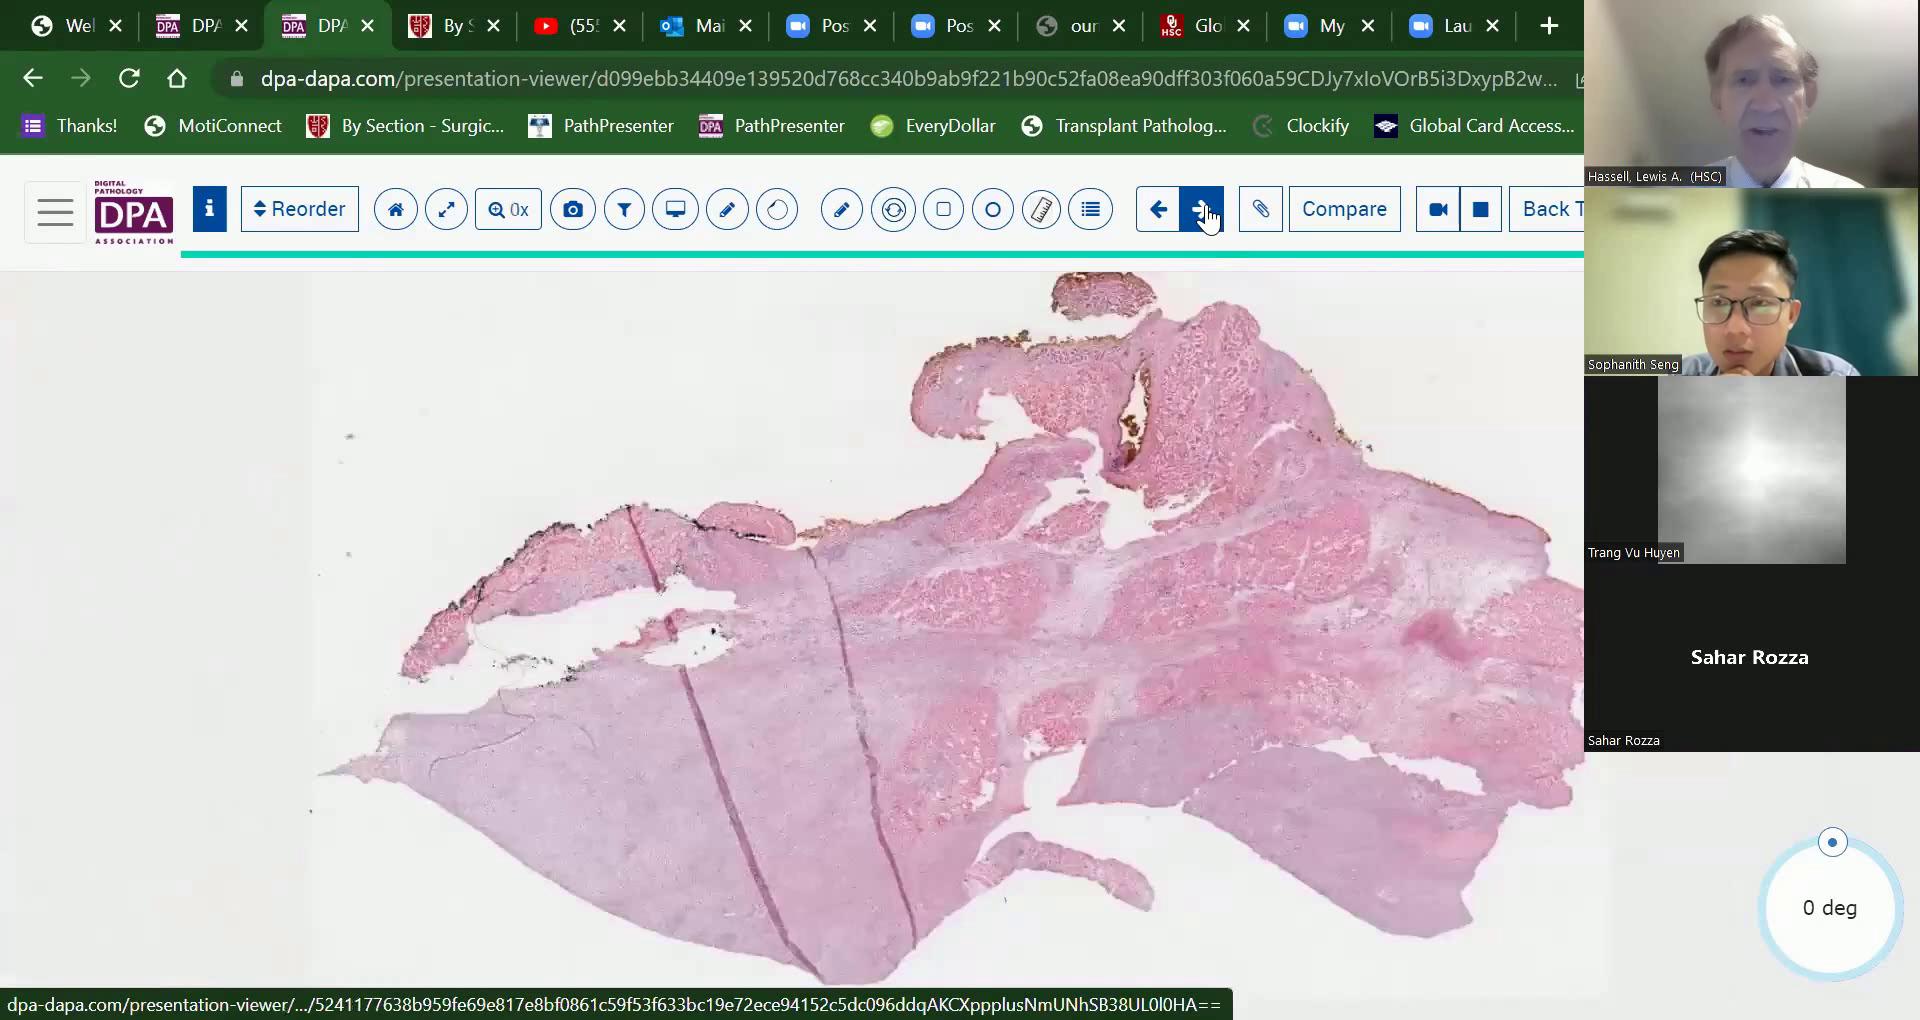 Wel
DPA
DPA
By S
(55
Mai
Pos
Pos
our
Glo
My
Lau
dpa-dapa.com/presentation-viewer/d099ebb34409e139520d768cc340b9ab9f221b90c52fa08ea90dff303f060a59CDJy7xIoVOrB5i3DxypB2w...
Thanks!
MotiConnect
By Section - Surgic...
PathPresenter
DPA
PathPresenter
EveryDollar
Transplant Patholog...
Clockify
Global Card Access...
DIGITAL
PATHOLOGY
DPA
ASSOCIATION
i
Reorder
0x
Compare
Back T
Hassell, Lewis A. (HSC)
Sophanith Seng
Trang Vu Huyen
Sahar Rozza
Sahar Rozza
0 deg
dpa-dapa.com/presentation-viewer/.../5241177638b959fe69e817e8bf0861c59f53f633bc19e72ece94152c5dc096ddqAKCXppplusNmUNhSB38UL0l0HA==